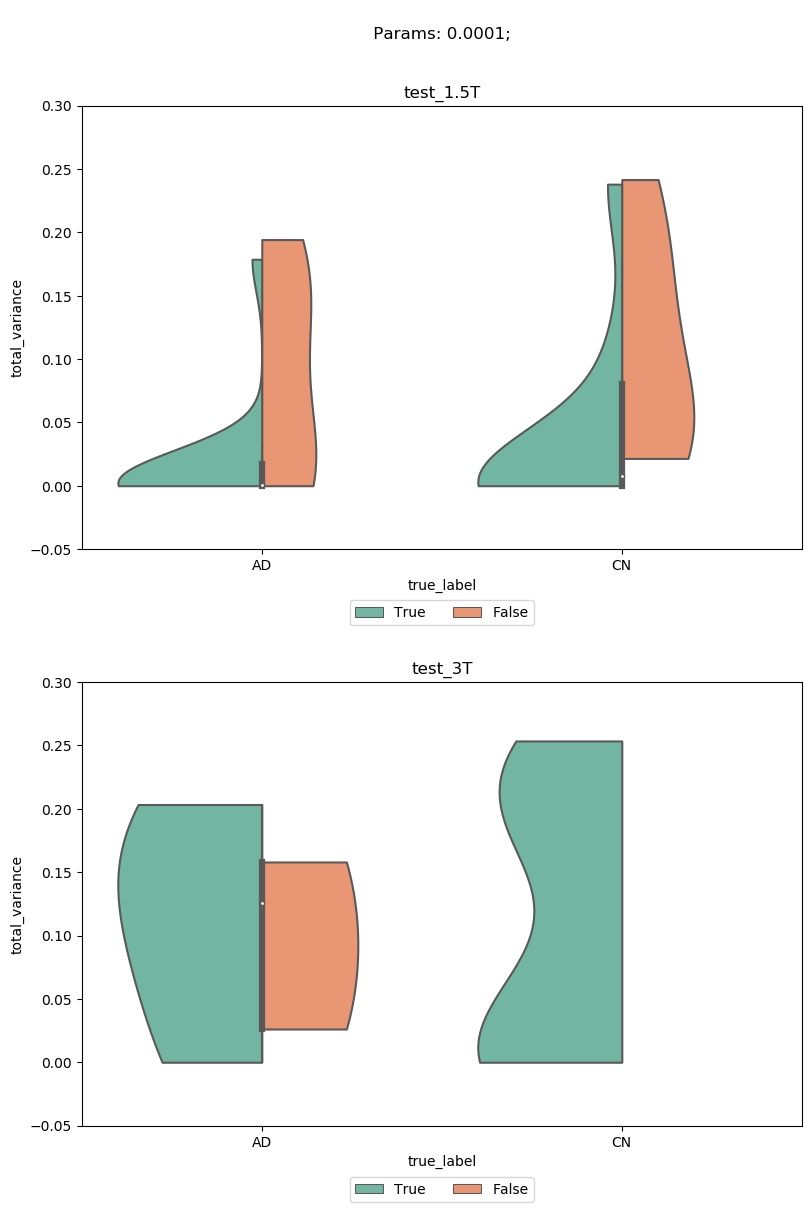 Params: 0.0001;
test_1.5T
0.30
0.25
0.20
0.15
0.10
0.05
0.00
−0.05
total_variance
AD CN
true_label
True False
test_3T
0.30
0.25
0.20
0.15
0.10
0.05
0.00
−0.05
total_variance
AD CN
true_label
True False